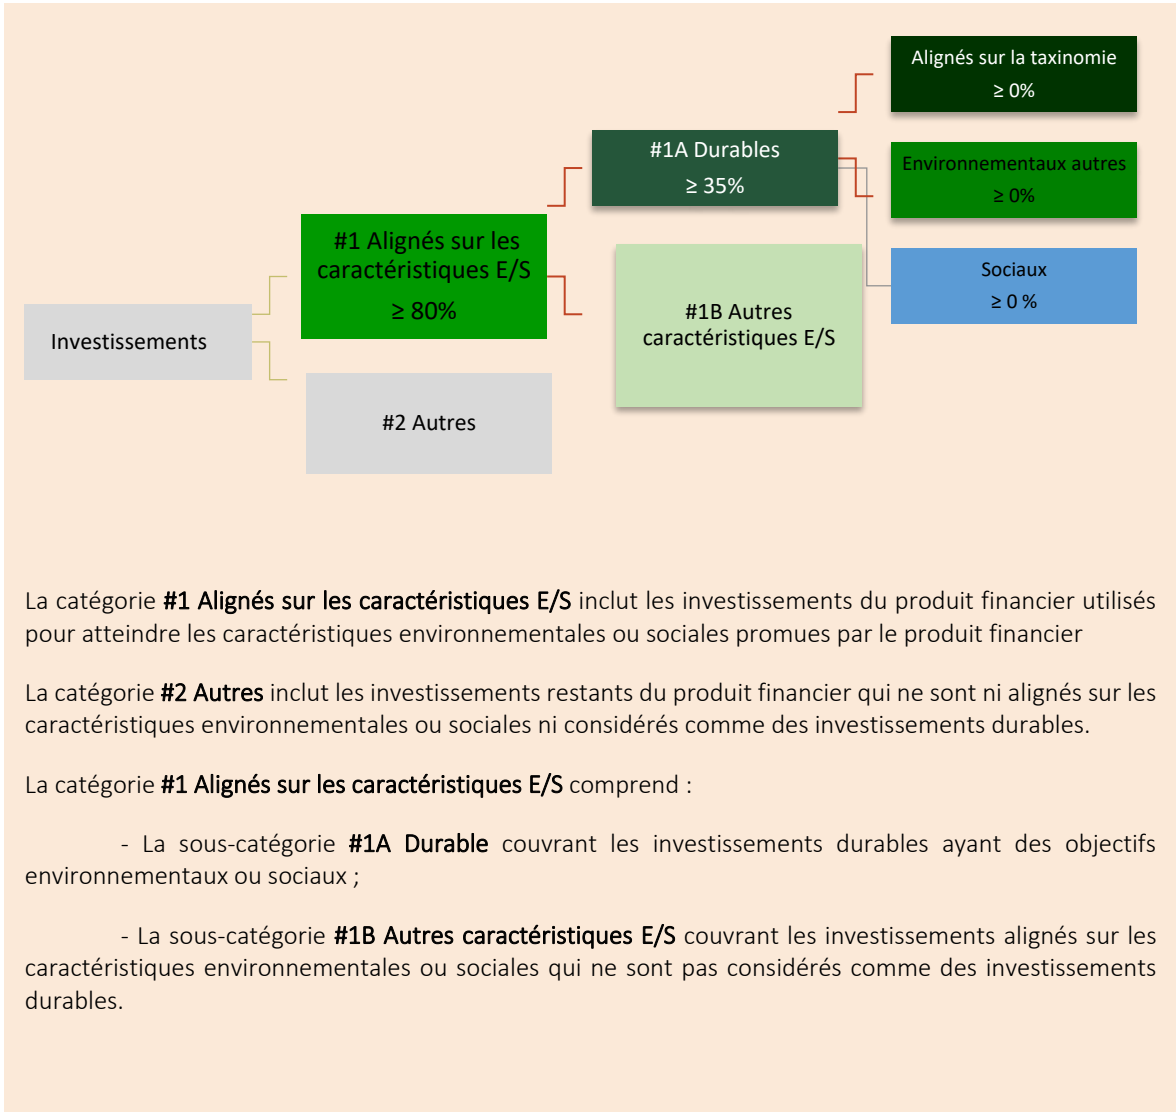 Alignés sur la taxinomie
≥ 0%
#1A Durables
≥ 35%
Environnementaux autres
≥ 0%
#1 Alignés sur les
caractéristiques E/S
≥ 80%
Sociaux
≥ 0 %
#1B Autres
caractéristiques E/S
Investissements
#2 Autres
La catégorie #1 Alignés sur les caractéristiques E/S inclut les investissements du produit financier utilisés
pour atteindre les caractéristiques environnementales ou sociales promues par le produit financier
La catégorie #2 Autres inclut les investissements restants du produit financier qui ne sont ni alignés sur les
caractéristiques environnementales ou sociales ni considérés comme des investissements durables.
La catégorie #1 Alignés sur les caractéristiques E/S comprend :
- La sous-catégorie #1A Durable couvrant les investissements durables ayant des objectifs
environnementaux ou sociaux ;
- La sous-catégorie #1B Autres caractéristiques E/S couvrant les investissements alignés sur les
caractéristiques environnementales ou sociales qui ne sont pas considérés comme des investissements
durables.